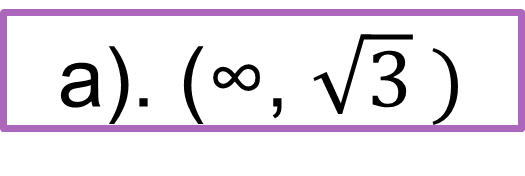 a). (∞, √3 )